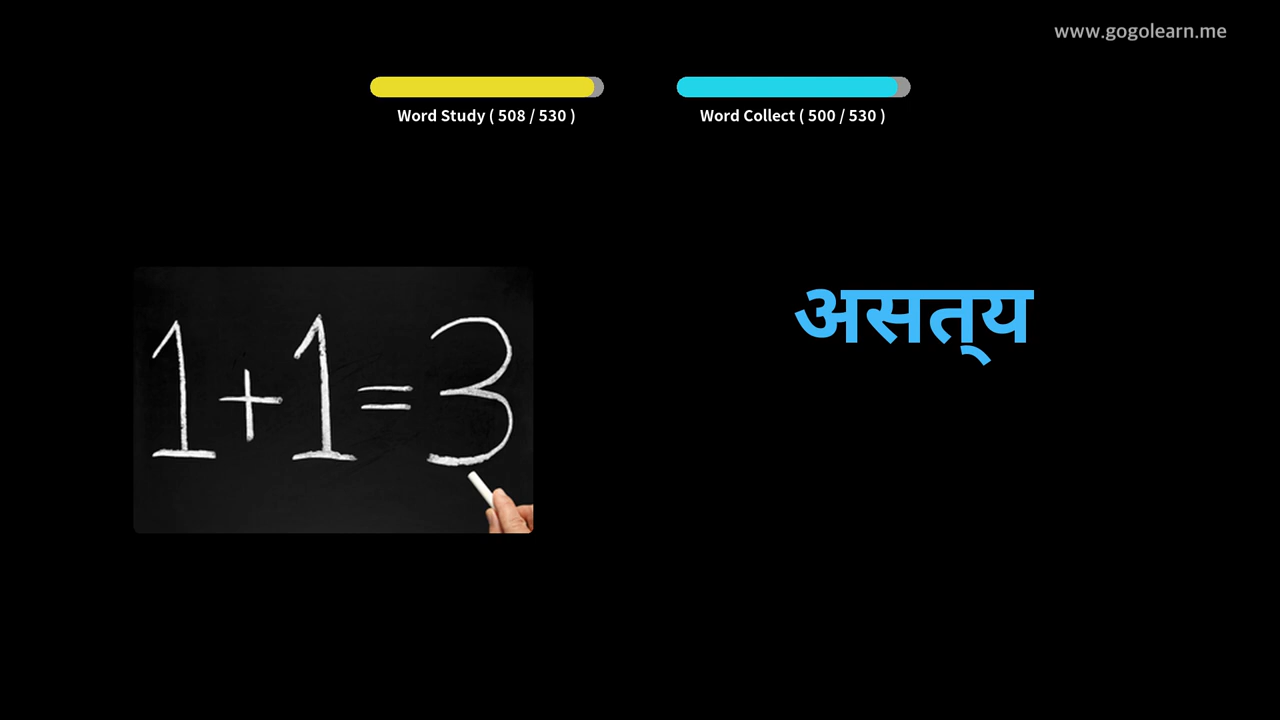 www.gogolearn.me
Word Study ( 508 / 530 )
Word Collect ( 500 / 530 )
असत्‌य
1+1=3